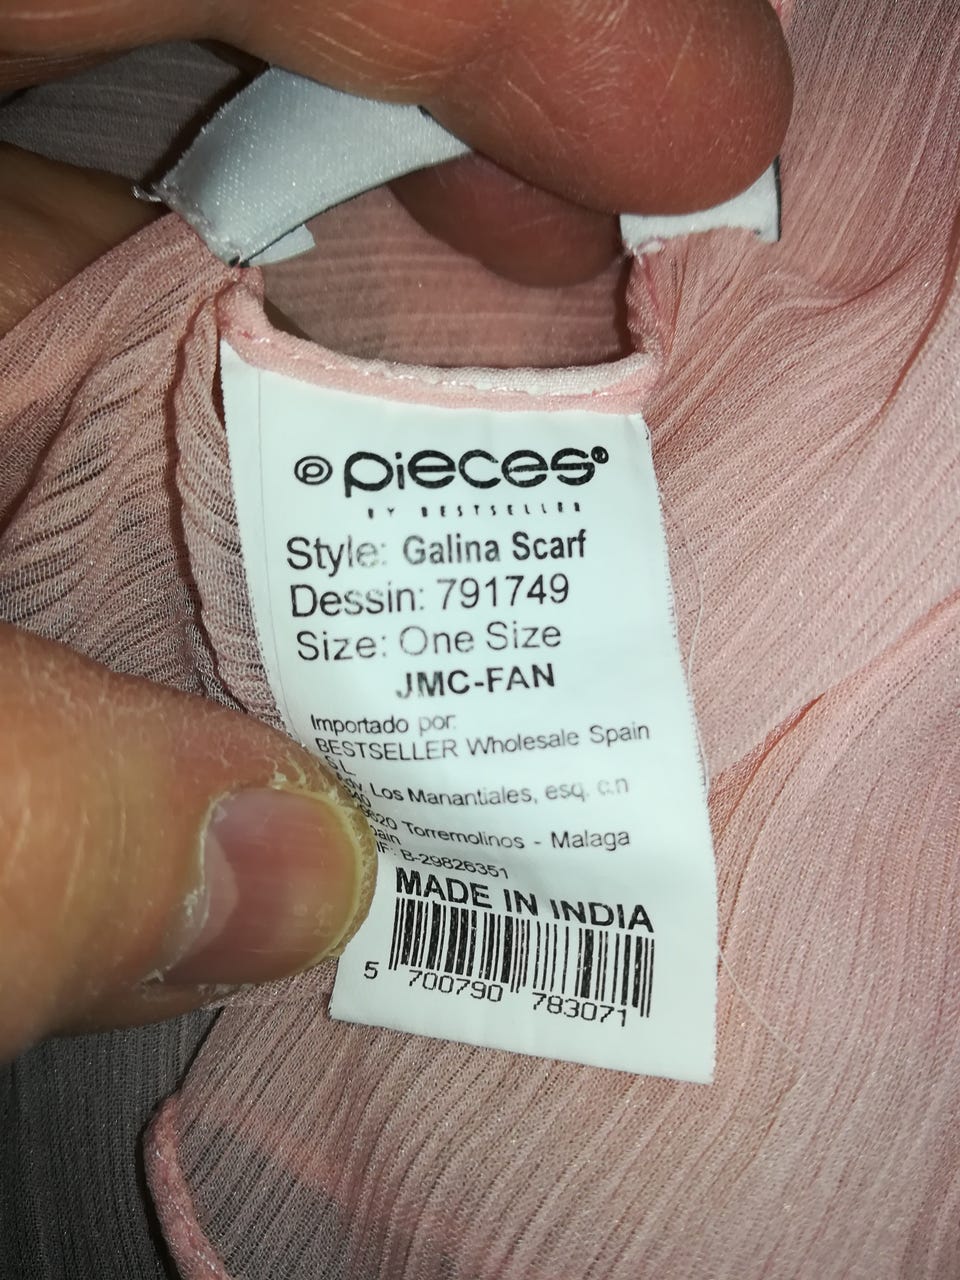 pieces®
BY BESTSELLER
Style: Galina Scarf
Dessin: 791749
Size: One Size
JMC-FAN
Importado por:
BESTSELLER Wholesale Spain
SL
Los Manantiales, esq. c.n
Torremolinos - Malaga
B-29826351
MADE IN INDIA
5 700790 783071